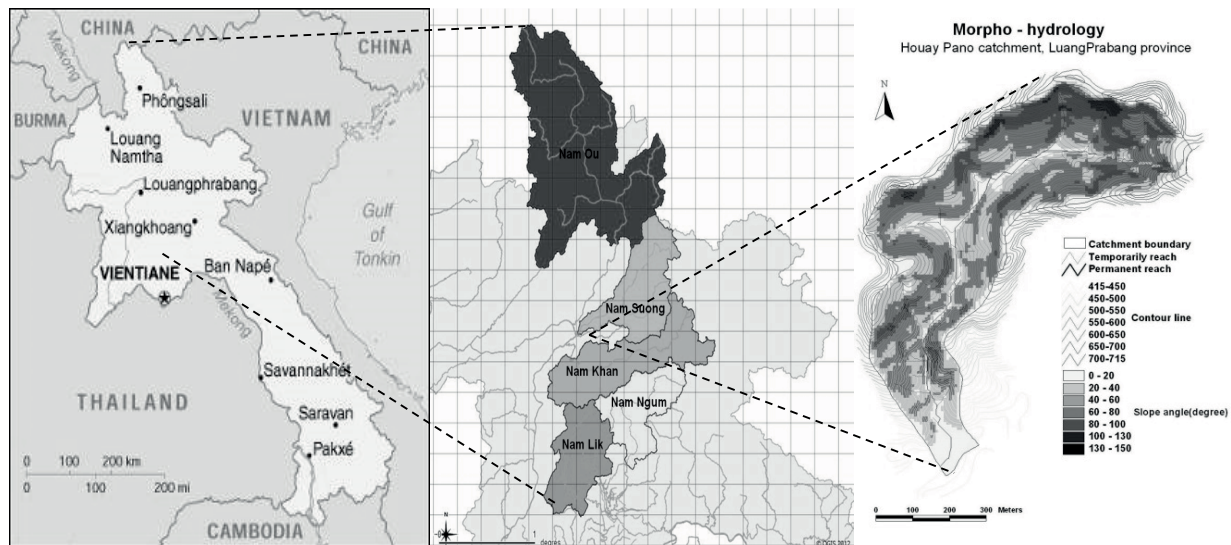 CHINA
CHINA
Mekong
Phôngsali
BURMA
VIETNAM
Louang
Namtha
Louangphrabang
Xiangkhoang
Gulf
of
Tonkin
VIENTIANE
Ban Napé
Mekong
Savannakhét
THAILAND
Saravan
Pakxé
0 100 200 km
0 100 200 mi
CAMBODIA
Nam Ou
Nam Suong
Nam Khan
Nam Ngum
Nam Lik
N
1
degrees
Morpho - hydrology
Houay Pano catchment, LuangPrabang province
N
Catchment boundary
Temporarily reach
Permanent reach
415-450
450-500
500-550
550-600
600-650
650-700
700-715
Contour line
0 - 20
20 - 40
40 - 60
60 - 80
80 - 100
100 - 130
130 - 150
Slope angle(degree)
0 100 200 300 Meters